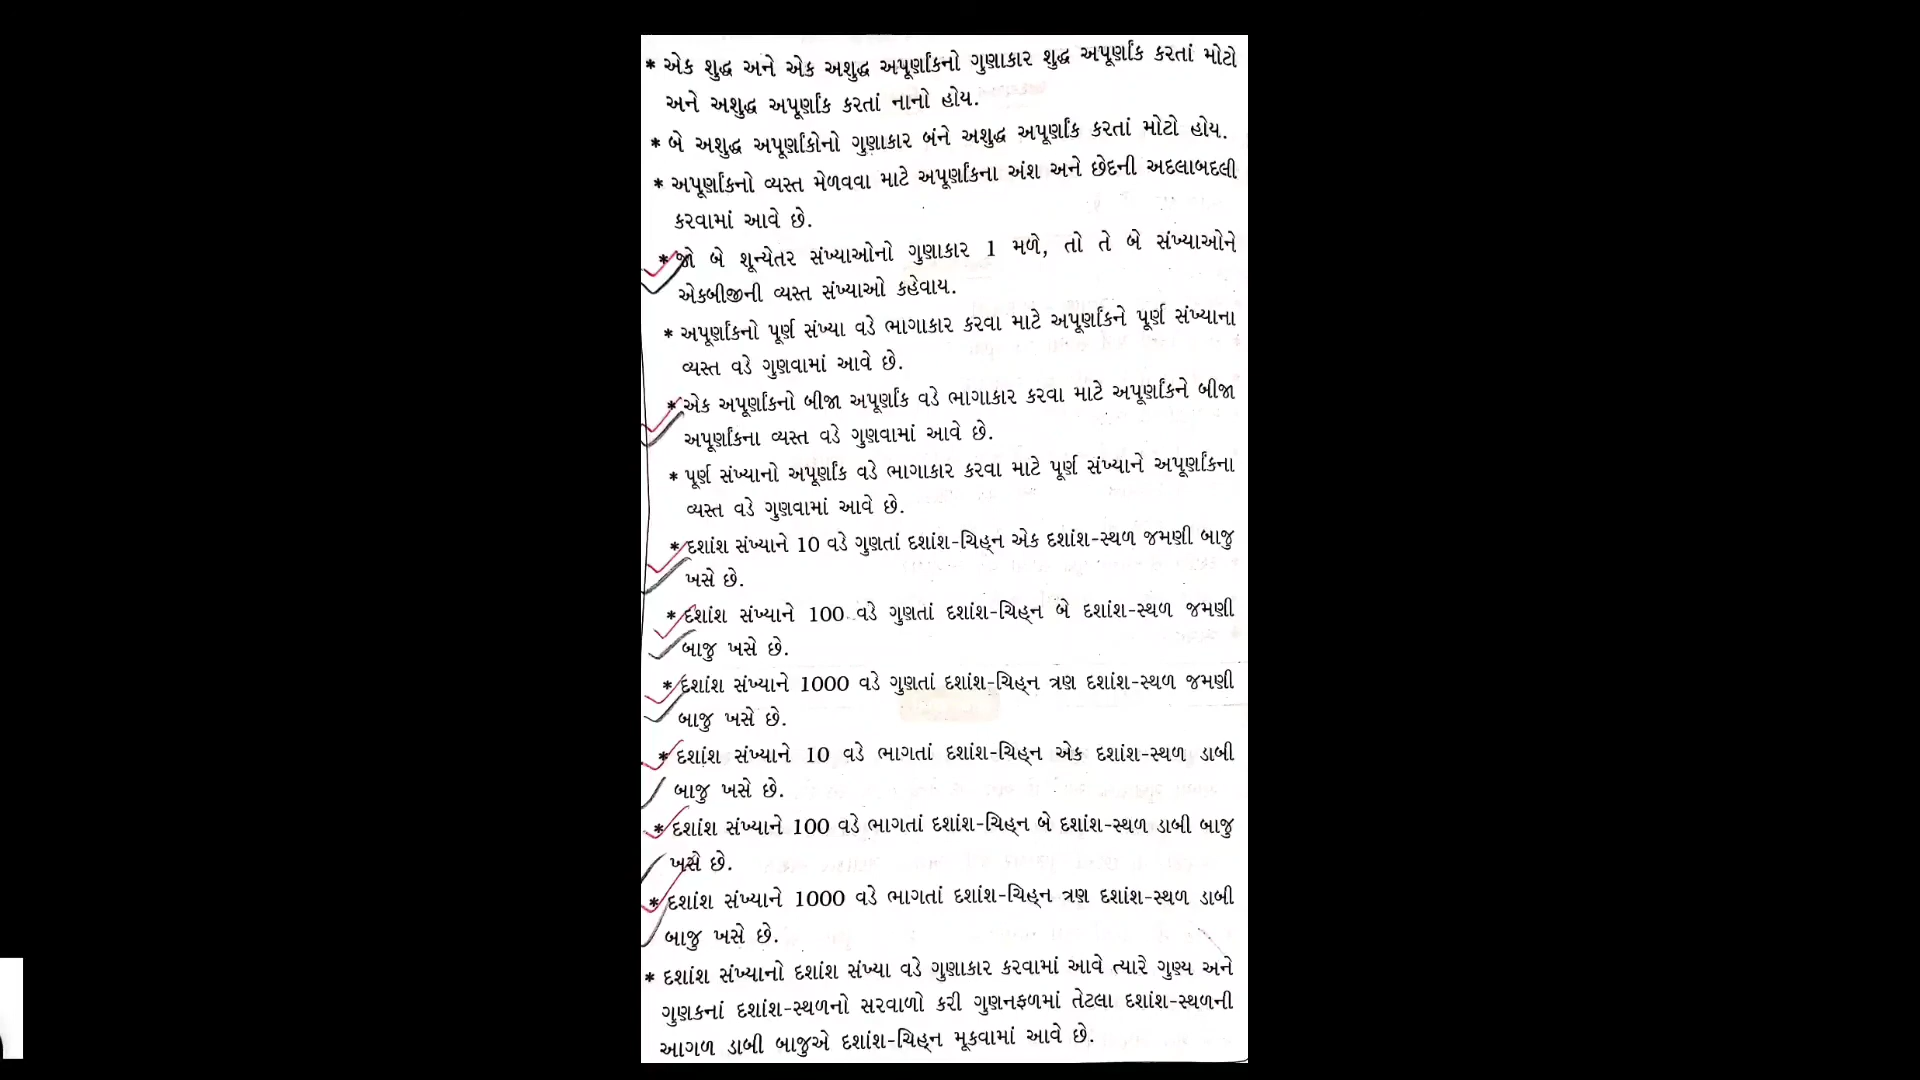 * એક શુદ્ધ અને એક અશુદ્ધ અપૂર્ણાંકનો ગુણાકાર શુદ્ધ અપૂર્ણાંક કરતાં મોટો
અને અશુદ્ધ અપૂર્ણાંક કરતાં નાનો હોય.
* બે અશુદ્ધ અપૂર્ણાંકોનો ગુણાકાર બંને અશુદ્ધ અપૂર્ણાંક કરતાં મોટો હોય.
* અપૂર્ણાંકનો વ્યસ્ત મેળવવા માટે અપૂર્ણાંકના અંશ અને છેદની અદલાબદલી
કરવામાં આવે છે.
* જો બે શૂન્યેતર સંખ્યાઓનો ગુણાકાર 1 મળે, તો તે બે સંખ્યાઓને
એકબીજીની વ્યસ્ત સંખ્યાઓ કહેવાય.
* અપૂર્ણાંકનો પૂર્ણ સંખ્યા વડે ભાગાકાર કરવા માટે અપૂર્ણાંકને પૂર્ણ સંખ્યાના
વ્યસ્ત વડે ગુણવામાં આવે છે.
* એક અપૂર્ણાંકનો બીજા અપૂર્ણાંક વડે ભાગાકાર કરવા માટે અપૂર્ણાંકને બીજા
અપૂર્ણાંકના વ્યસ્ત વડે ગુણવામાં આવે છે.
* પૂર્ણ સંખ્યાનો અપૂર્ણાંક વડે ભાગાકાર કરવા માટે પૂર્ણ સંખ્યાને અપૂર્ણાંકના
વ્યસ્ત વડે ગુણવામાં આવે છે.
* દશાંશ સંખ્યાને 10 વડે ગુણતાં દશાંશ-ચિહ્ન એક દશાંશ-સ્થળ જમણી બાજુ
ખસે છે.
* દશાંશ સંખ્યાને 100 વડે ગુણતાં દશાંશ-ચિહ્ન બે દશાંશ-સ્થળ જમણી
બાજુ ખસે છે.
* દશાંશ સંખ્યાને 1000 વડે ગુણતાં દશાંશ-ચિહ્ન ત્રણ દશાંશ-સ્થળ જમણી
બાજુ ખસે છે.
* દશાંશ સંખ્યાને 10 વડે ભાગતાં દશાંશ-ચિહ્ન એક દશાંશ-સ્થળ ડાબી
બાજુ ખસે છે.
* દશાંશ સંખ્યાને 100 વડે ભાગતાં દશાંશ-ચિહ્ન બે દશાંશ-સ્થળ ડાબી બાજુ
ખસે છે.
* દશાંશ સંખ્યાને 1000 વડે ભાગતાં દશાંશ-ચિહ્ન ત્રણ દશાંશ-સ્થળ ડાબી
બાજુ ખસે છે.
* દશાંશ સંખ્યાનો દશાંશ સંખ્યા વડે ગુણાકાર કરવામાં આવે ત્યારે ગુણ્ય અને
ગુણકનાં દશાંશ-સ્થળનો સરવાળો કરી ગુણનફળમાં તેટલા દશાંશ-સ્થળની
આગળ ડાબી બાજુએ દશાંશ-ચિહ્ન મૂકવામાં આવે છે.